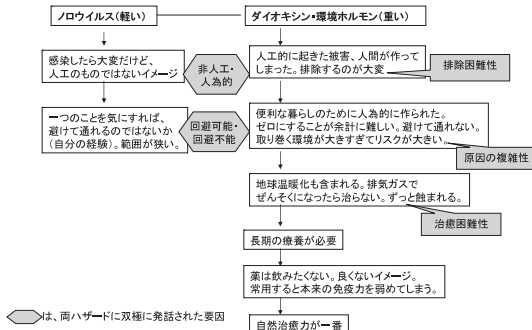 ノロウイルス(軽い)
ダイオキシン・環境ホルモン(重い)
感染したら大変だけど、
人工のものではないイメージ
非人工・
人為的
人工的に起きた被害、人間が作って
しまった。排除するのが大変
排除困難性
一つのことを気にすれば、
避けて通れるのではないか
(自分の経験)。範囲が狭い。
回避可能・
回避不能
便利な暮らしのために人為的に作られた。
ゼロにすることが余計に難しい。避けて通れない。
取り巻く環境が大きすぎてリスクが大きい。
原因の複雑性
地球温暖化も含まれる。排気ガスで
ぜんそくになったら治らない。ずっと蝕まれる。
治癒困難性
長期の療養が必要
薬は飲みたくない。良くないイメージ。
常用すると本来の免疫力を弱めてしまう。
は、両ハザードに双極に発話された要因
自然治癒力が一番